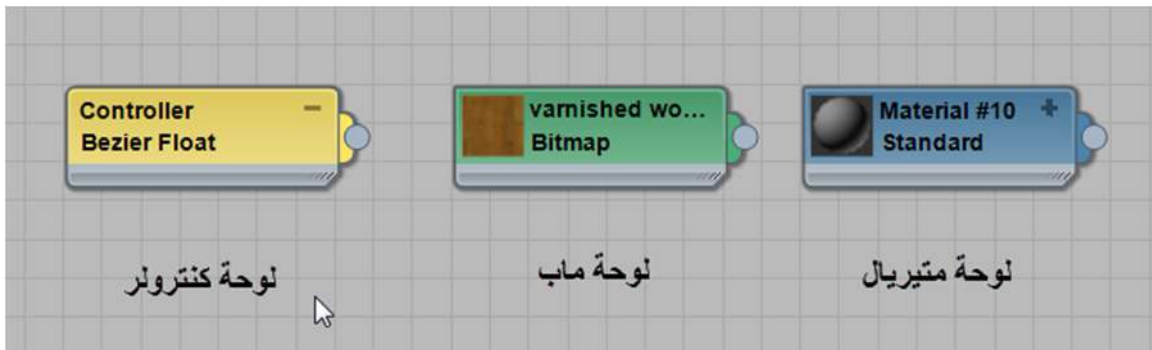 Controller
Bezier Float
varnished wo...
Bitmap
Material #10
Standard
لوحة كنترولر
لوحة ماب
لوحة متيريال